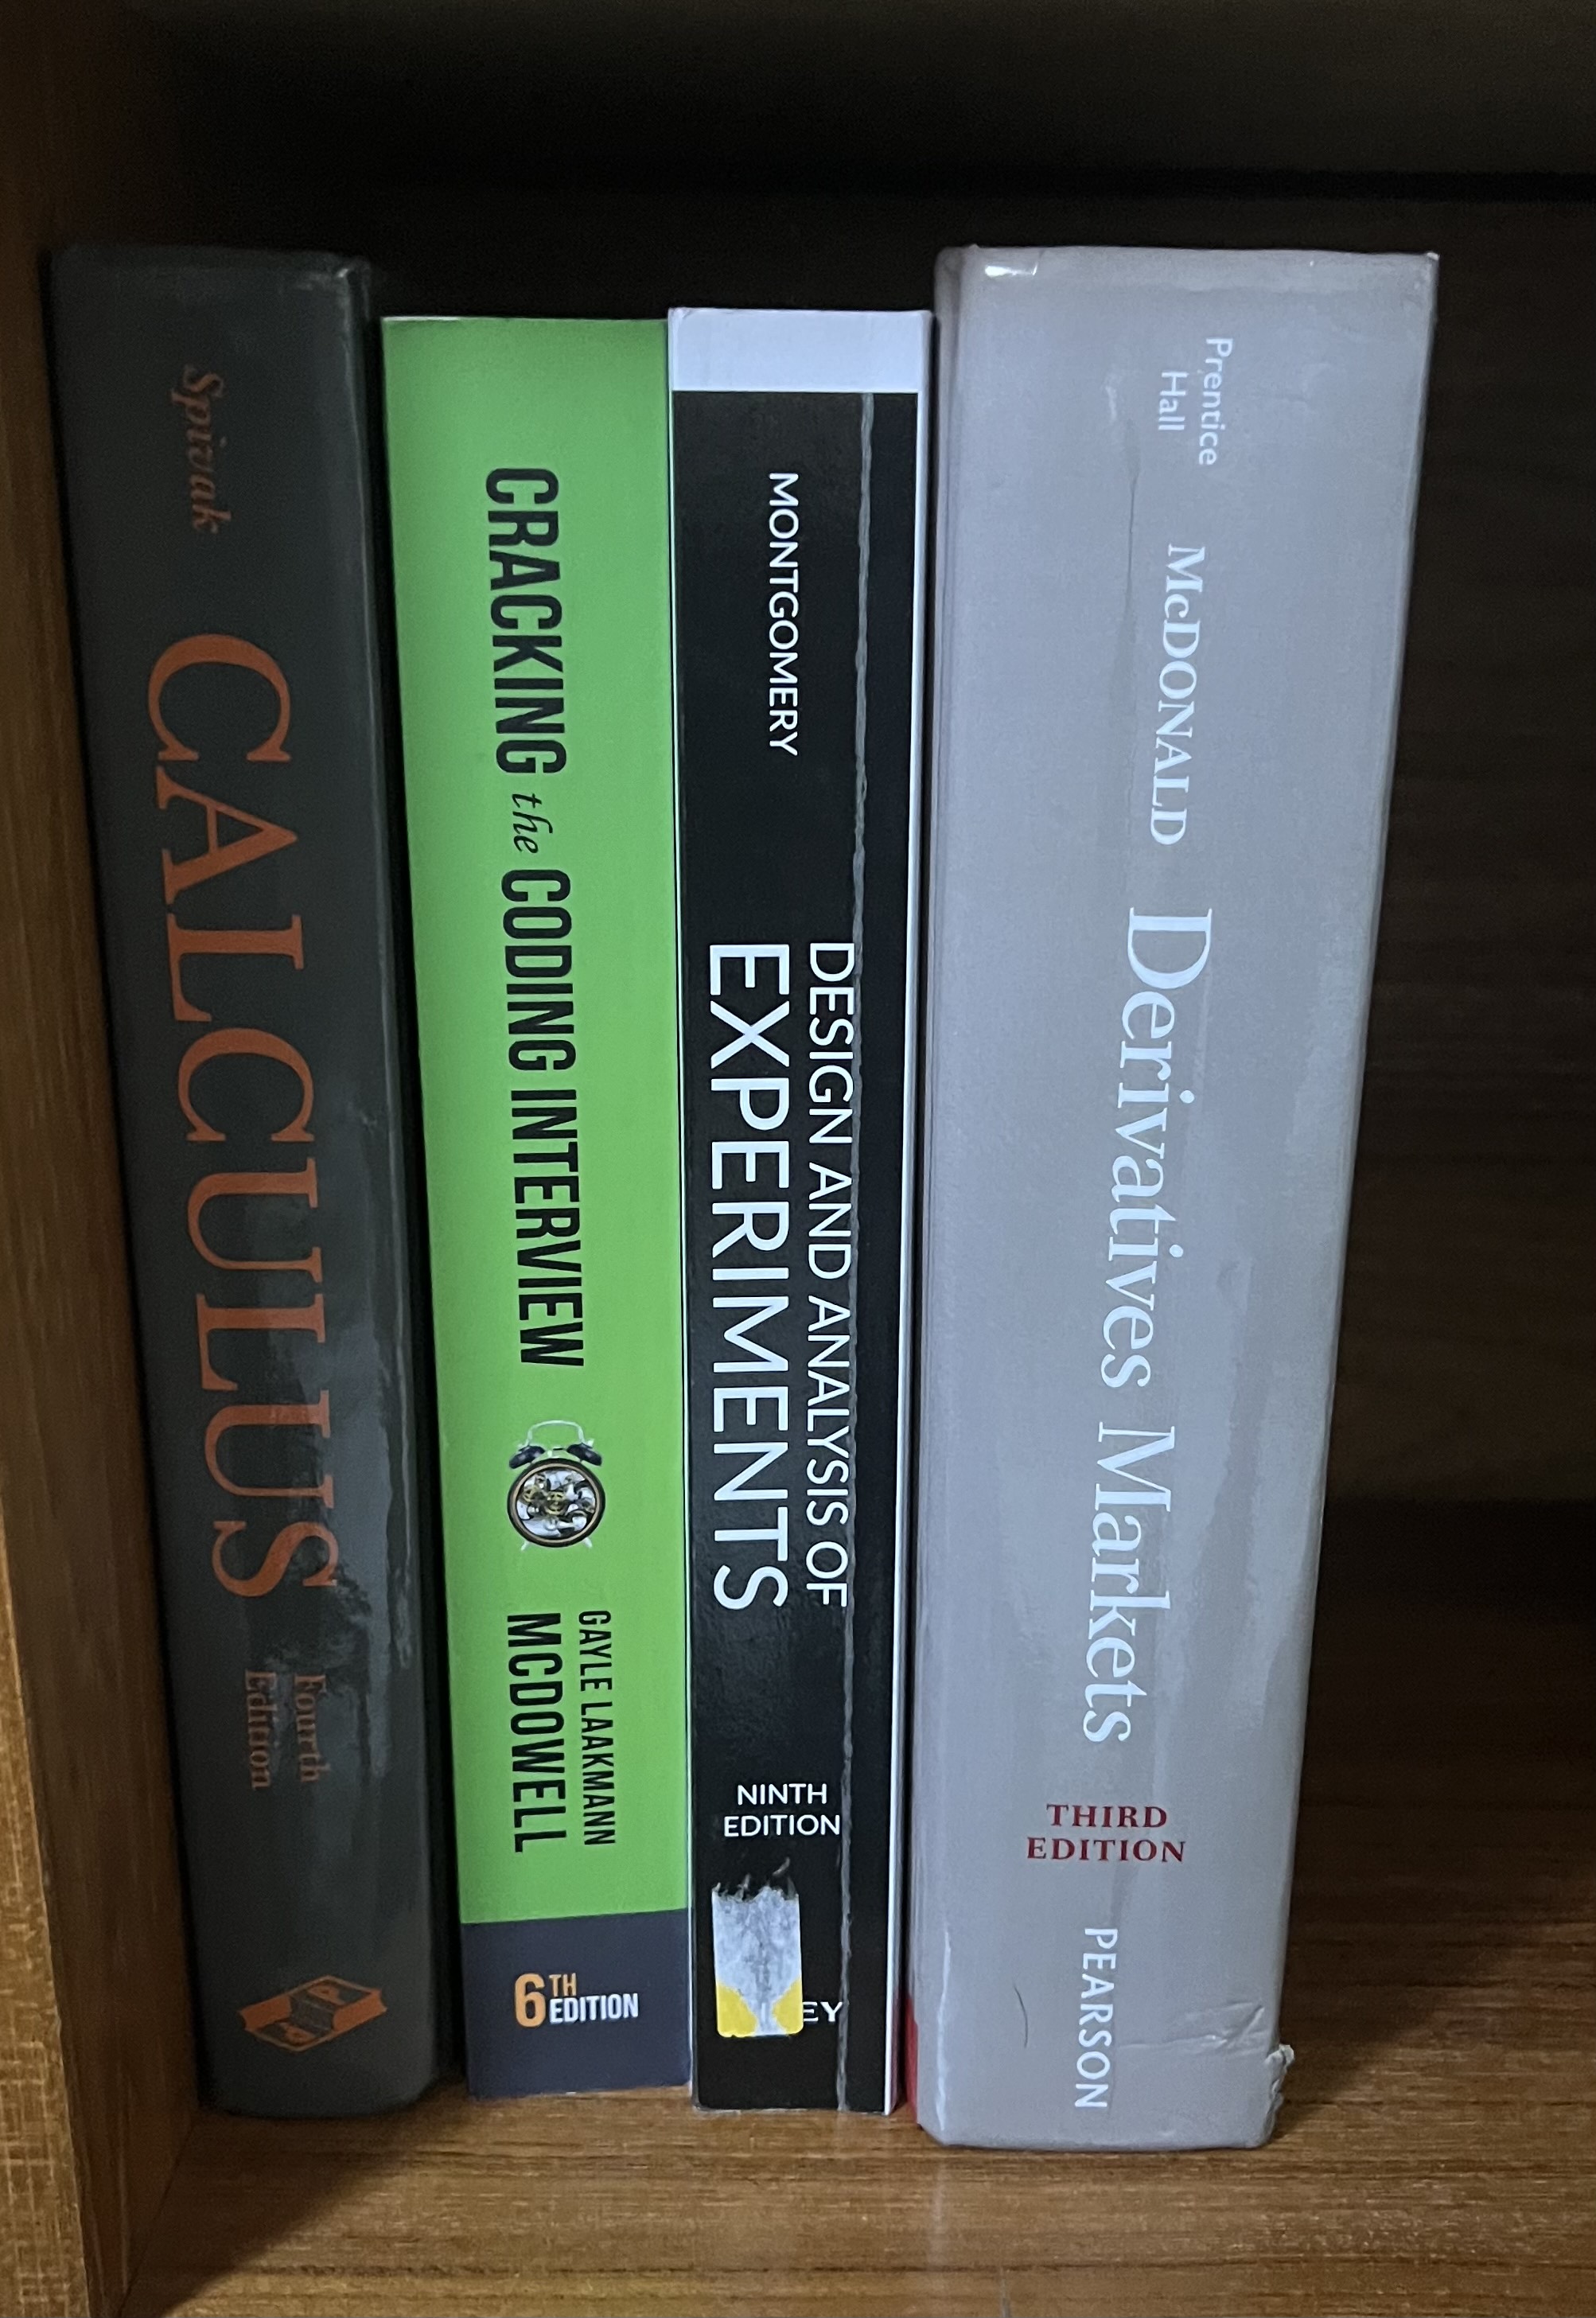 Spivak
CALCULUS
Fourth
Edition
CRACKING the CODING INTERVIEW
GAYLE LAAKMANN
MCDOWELL
6TH
EDITION
MONTGOMERY
DESIGN AND ANALYSIS OF
EXPERIMENTS
NINTH
EDITION
EY
Prentice
Hall
McDONALD
Derivatives Markets
THIRD
EDITION
PEARSON